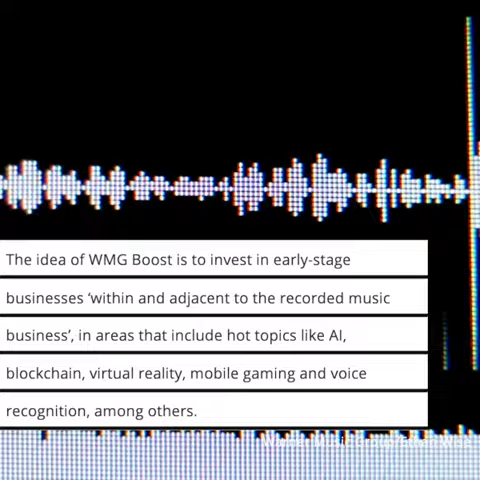 The idea of WMG Boost is to invest in early-stage
businesses ‘within and adjacent to the recorded music
business’, in areas that include hot topics like AI,
blockchain, virtual reality, mobile gaming and voice
recognition, among others.